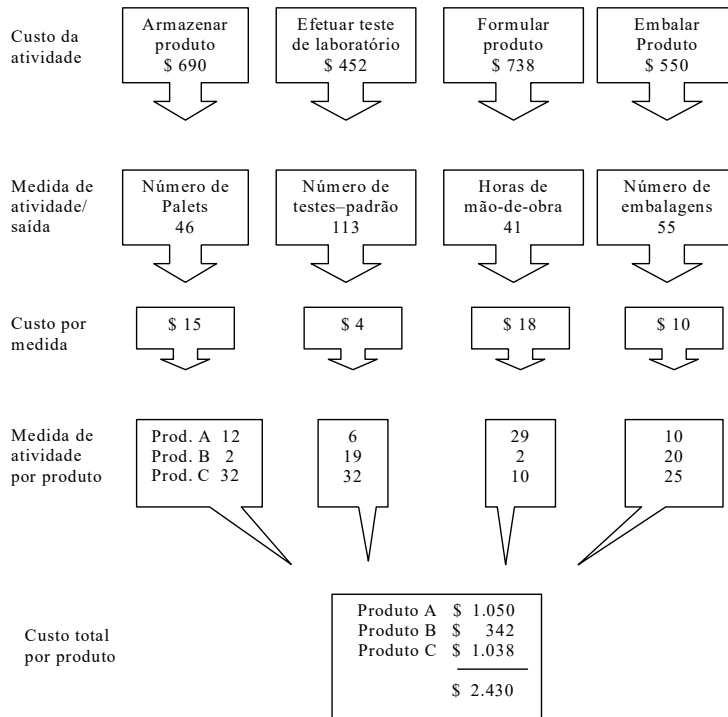 Custo da
atividade
Armazenar
produto
$ 690
Efetuar teste
de laboratório
$ 452
Formular
produto
$ 738
Embalar
Produto
$ 550
Medida de
atividade/
saída
Número de
Palets
46
Número de
testes–padrão
113
Horas de
mão-de-obra
41
Número de
embalagens
55
Custo por
medida
$ 15
$ 4
$ 18
$ 10
Medida de
atividade
por produto
Prod. A 12
Prod. B 2
Prod. C 32
6
19
32
29
2
10
10
20
25
Custo total
por produto
Produto A $ 1.050
Produto B $ 342
Produto C $ 1.038
$ 2.430